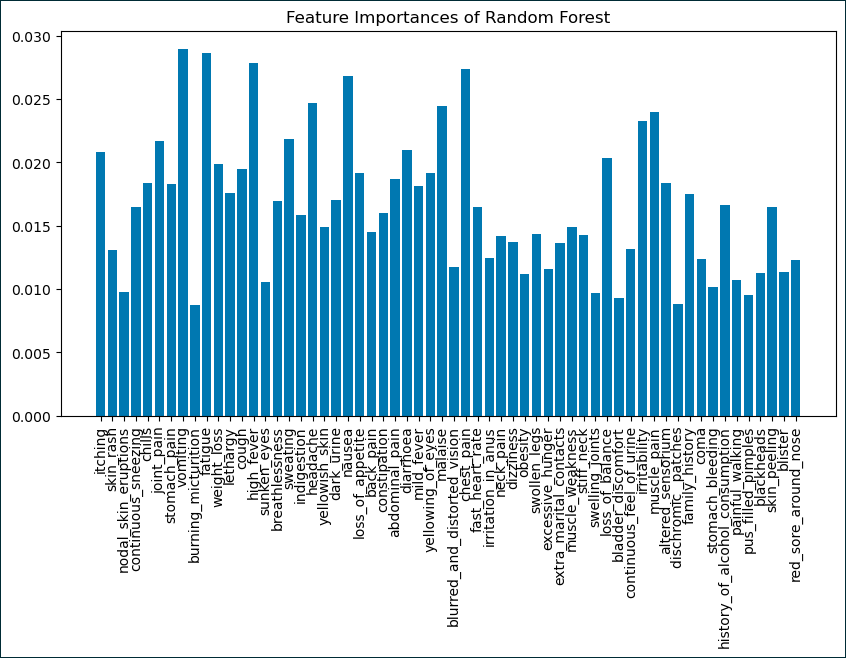 Feature Importances of Random Forest
0.030
0.025
0.020
0.015
0.010
0.005
0.000
itching
skin_rash
nodal_skin_eruptions
continuous_sneezing
chills
joint_pain
stomach_pain
vomiting
burning_micturition
fatigue
weight_loss
lethargy
cough
high_fever
sunken_eyes
breathlessness
sweating
indigestion
headache
yellowish_skin
dark_urine
nausea
loss_of_appetite
back_pain
constipation
abdominal_pain
diarrhoea
mild_fever
yellowing_of_eyes
malaise
blurred_and_distorted_vision
chest_pain
fast_heart_rate
irritation_in_anus
neck_pain
dizziness
obesity
swollen_legs
excessive_hunger
extra_marital_contacts
muscle_weakness
stiff_neck
swelling_joints
loss_of_balance
bladder_discomfort
continuous_feel_of_urine
irritability
muscle_pain
altered_sensorium
dischromic _patches
family_history
coma
stomach_bleeding
history_of_alcohol_consumption
painful_walking
pus_filled_pimples
blackheads
skin_peeling
blister
red_sore_around_nose